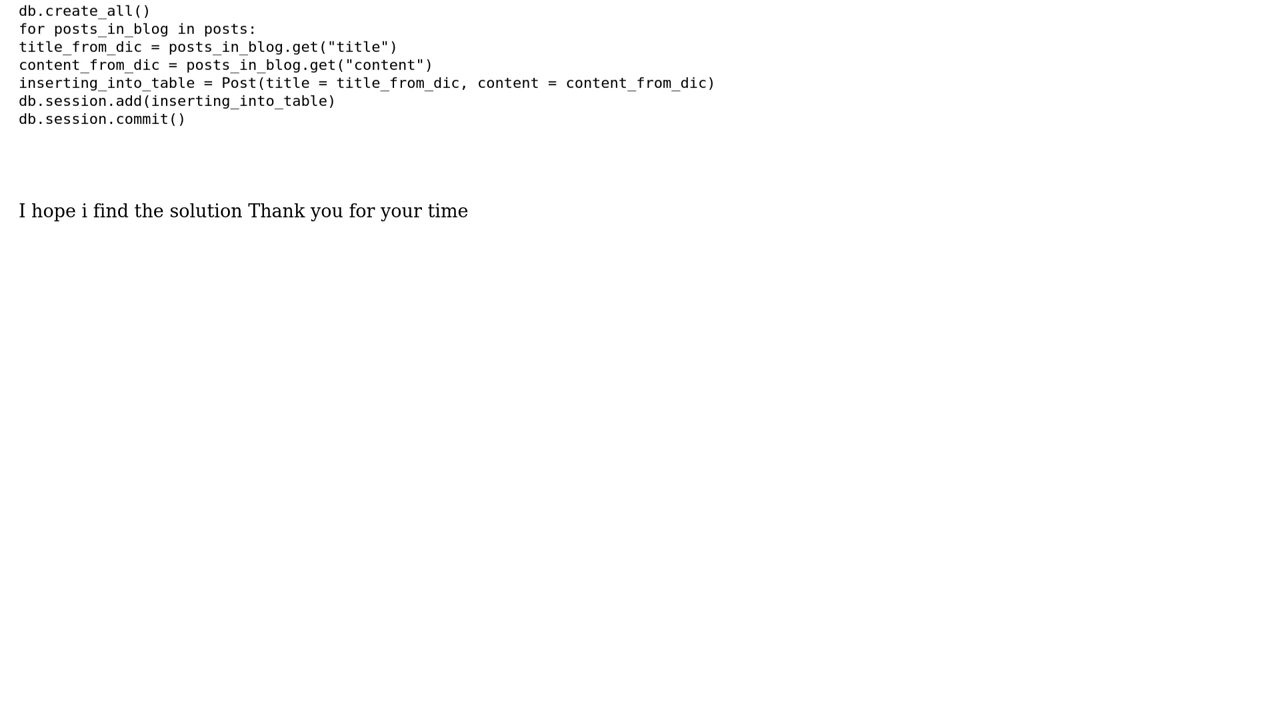 db.create_all()
for posts_in_blog in posts:
title_from_dic = posts_in_blog.get("title")
content_from_dic = posts_in_blog.get("content")
inserting_into_table = Post(title = title_from_dic, content = content_from_dic)
db.session.add(inserting_into_table)
db.session.commit()
I hope i find the solution Thank you for your time